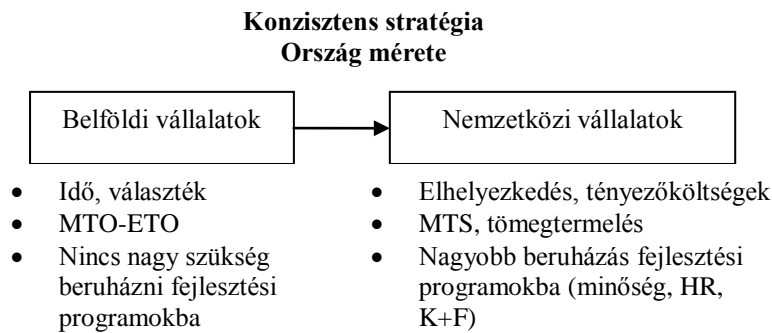 Konzisztens stratégia
Ország mérete
Belföldi vállalatok
Nemzetközi vállalatok
• Idő, választék
• MTO-ETO
• Nincs nagy szükség
beruházni fejlesztési
programokba
• Elhelyezkedés, tényezőköltségek
• MTS, tömegtermelés
• Nagyobb beruházás fejlesztési
programokba (minőség, HR,
K+F)